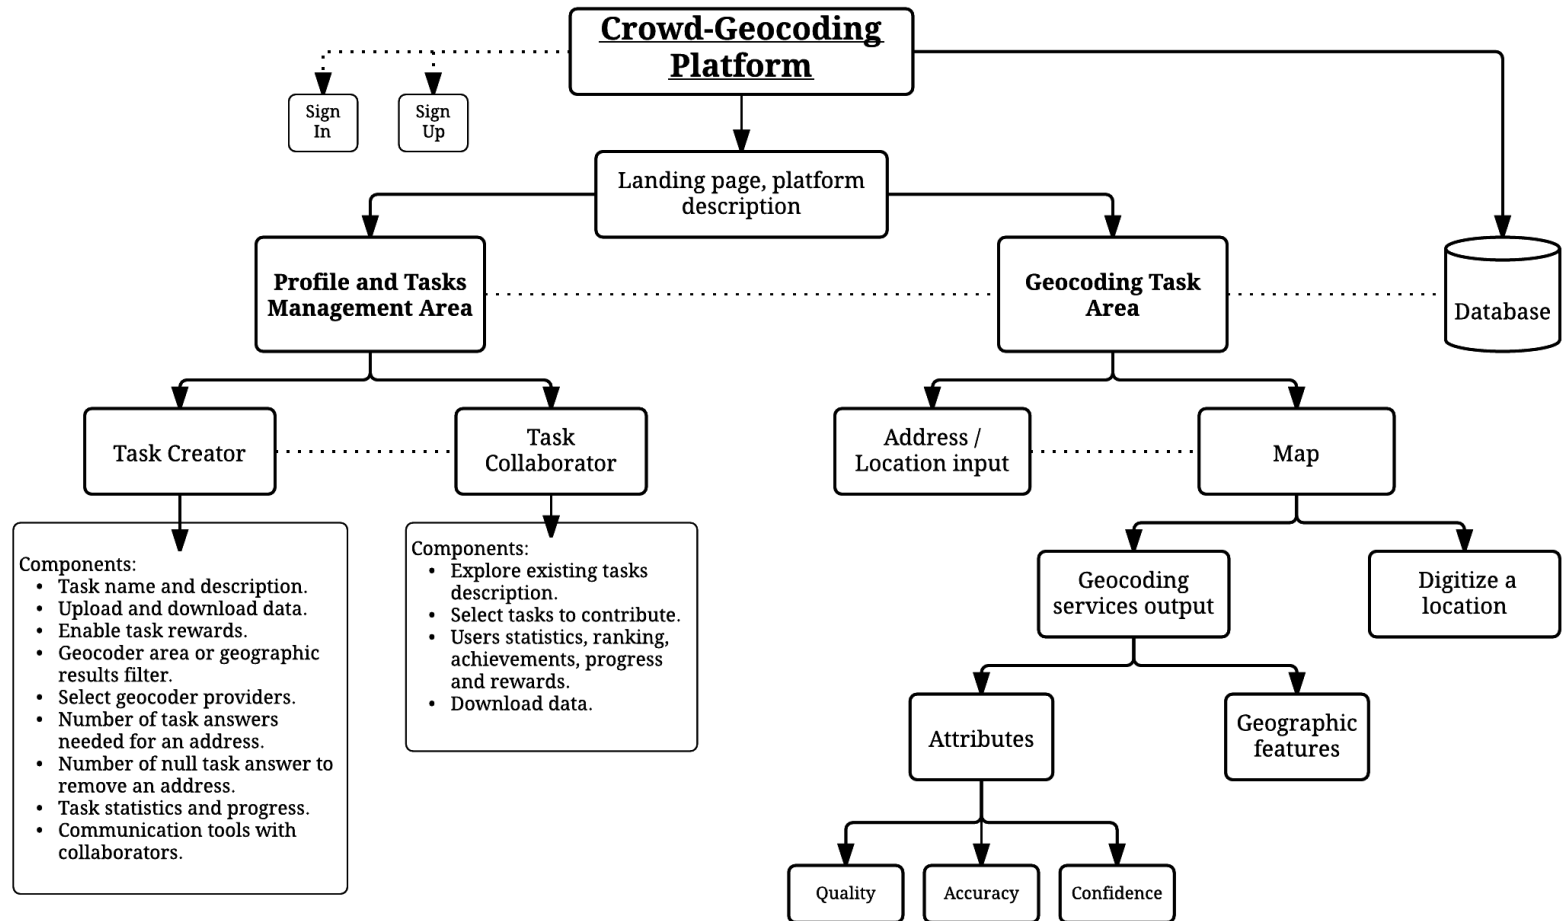 Crowd-Geocoding
Platform
Sign
In
Sign
Up
Landing page, platform
description
Profile and Tasks
Management Area
Geocoding Task
Area
Database
Task Creator
Task
Collaborator
Address /
Location input
Map
Components:
• Task name and description.
• Upload and download data.
• Enable task rewards.
• Geocoder area or geographic
results filter.
• Select geocoder providers.
• Number of task answers
needed for an address.
• Number of null task answer to
remove an address.
• Task statistics and progress.
• Communication tools with
collaborators.
Components:
• Explore existing tasks
description.
• Select tasks to contribute.
• Users statistics, ranking,
achievements, progress
and rewards.
• Download data.
Geocoding
services output
Digitize a
location
Attributes
Geographic
features
Quality
Accuracy
Confidence